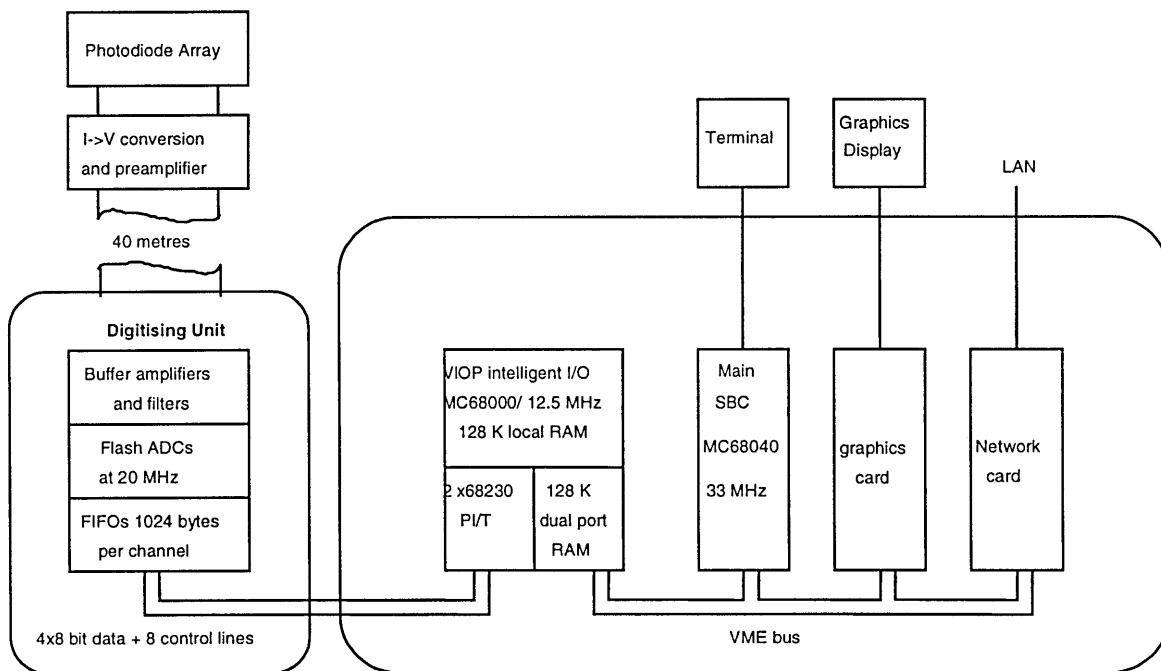 Photodiode Array
I->V conversion
and preamplifier
40 metres
Digitising Unit
Buffer amplifiers
and filters
Flash ADCs
at 20 MHz
FIFOs 1024 bytes
per channel
4x8 bit data + 8 control lines
VIOP intelligent I/O
MC68000/ 12.5 MHz
128 K local RAM
2 x68230
PI/T
128 K
dual port
RAM
Terminal
Main
SBC
MC68040
33 MHz
Graphics
Display
graphics
card
LAN
Network
card
VME bus